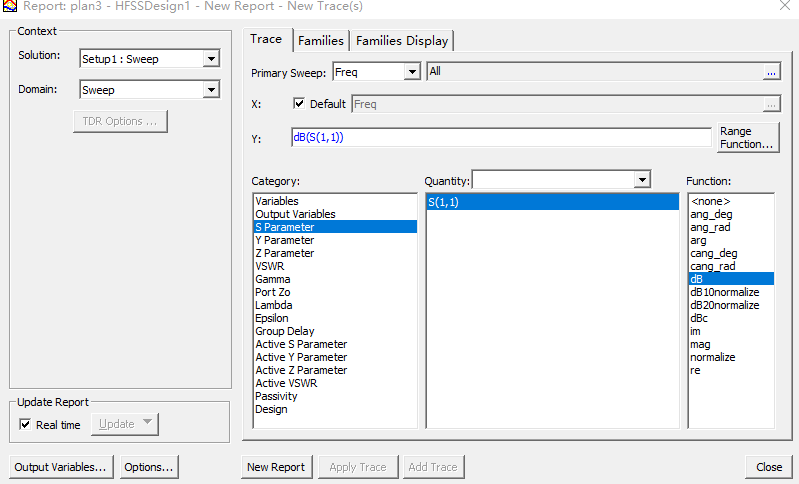 Report: plan3 - HFSSDesign1 - New Report - New Trace(s)
Context
Solution: Setup1 : Sweep
Domain: Sweep
TDR Options ...
Update Report
Real time Update
Output Variables... Options...
Trace Families Families Display
Primary Sweep: Freq All ...
X: Default Freq ...
Y: dB(S(1,1)) Range Function...
Category:
Variables
Output Variables
S Parameter
Y Parameter
Z Parameter
VSWR
Gamma
Port Zo
Lambda
Epsilon
Group Delay
Active S Parameter
Active Y Parameter
Active Z Parameter
Active VSWR
Passivity
Design
Quantity:
S(1,1)
Function:
<none>
ang_deg
ang_rad
arg
cang_deg
cang_rad
dB
dB10normalize
dB20normalize
dBc
im
mag
normalize
re
New Report Apply Trace Add Trace Close